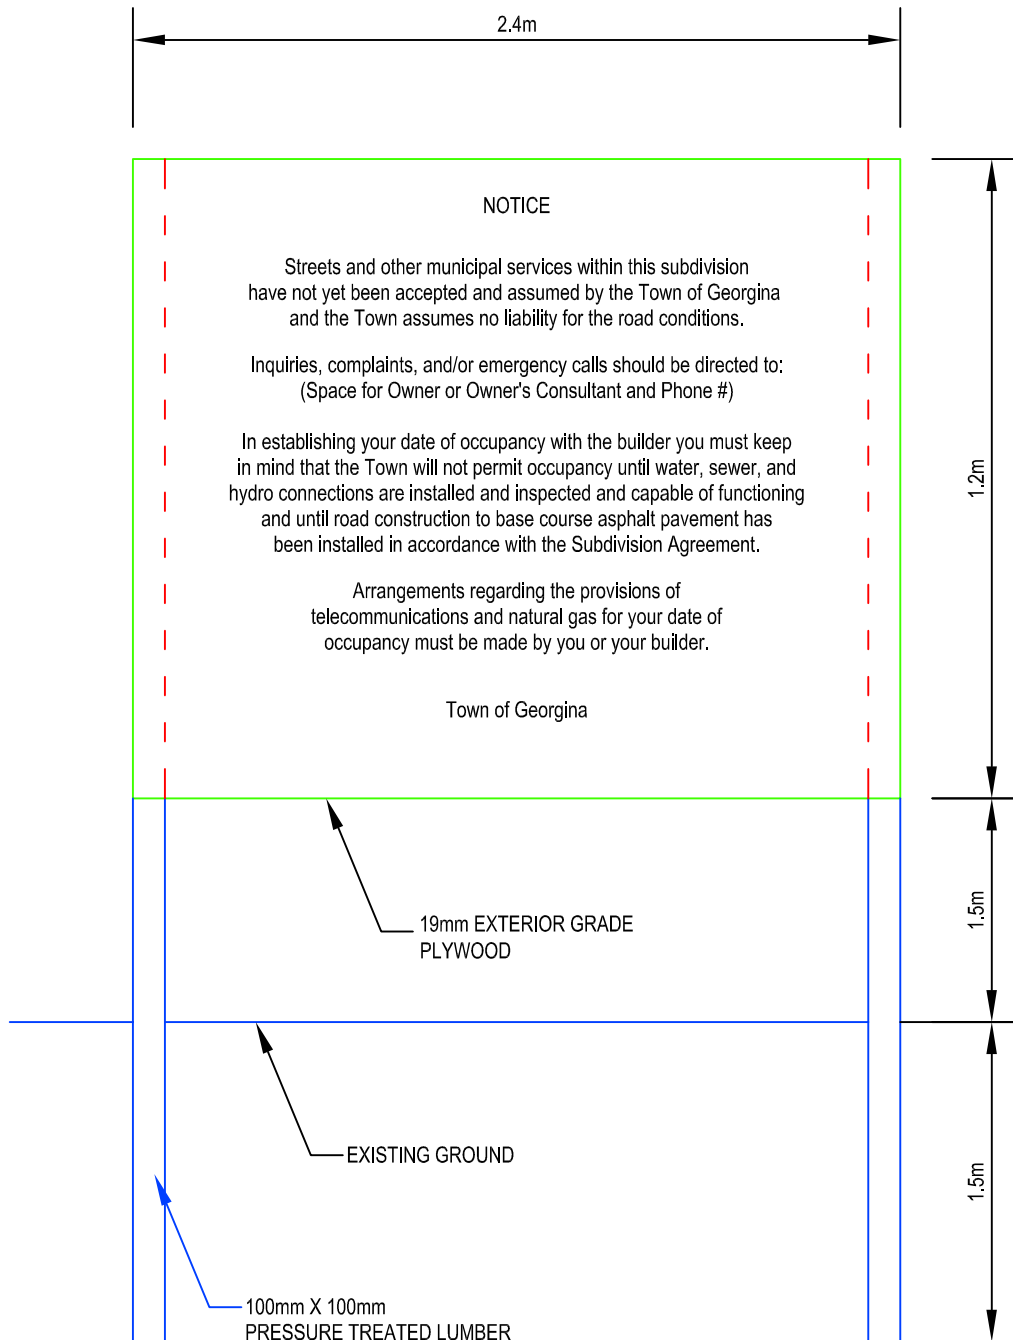 2.4m
NOTICE
Streets and other municipal services within this subdivision
have not yet been accepted and assumed by the Town of Georgina
and the Town assumes no liability for the road conditions.
Inquiries, complaints, and/or emergency calls should be directed to:
(Space for Owner or Owner's Consultant and Phone #)
In establishing your date of occupancy with the builder you must keep
in mind that the Town will not permit occupancy until water, sewer, and
hydro connections are installed and inspected and capable of functioning
and until road construction to base course asphalt pavement has
been installed in accordance with the Subdivision Agreement.
Arrangements regarding the provisions of
telecommunications and natural gas for your date of
occupancy must be made by you or your builder.
Town of Georgina
1.2m
19mm EXTERIOR GRADE
PLYWOOD
1.5m
EXISTING GROUND
1.5m
100mm X 100mm
PRESSURE TREATED LUMBER